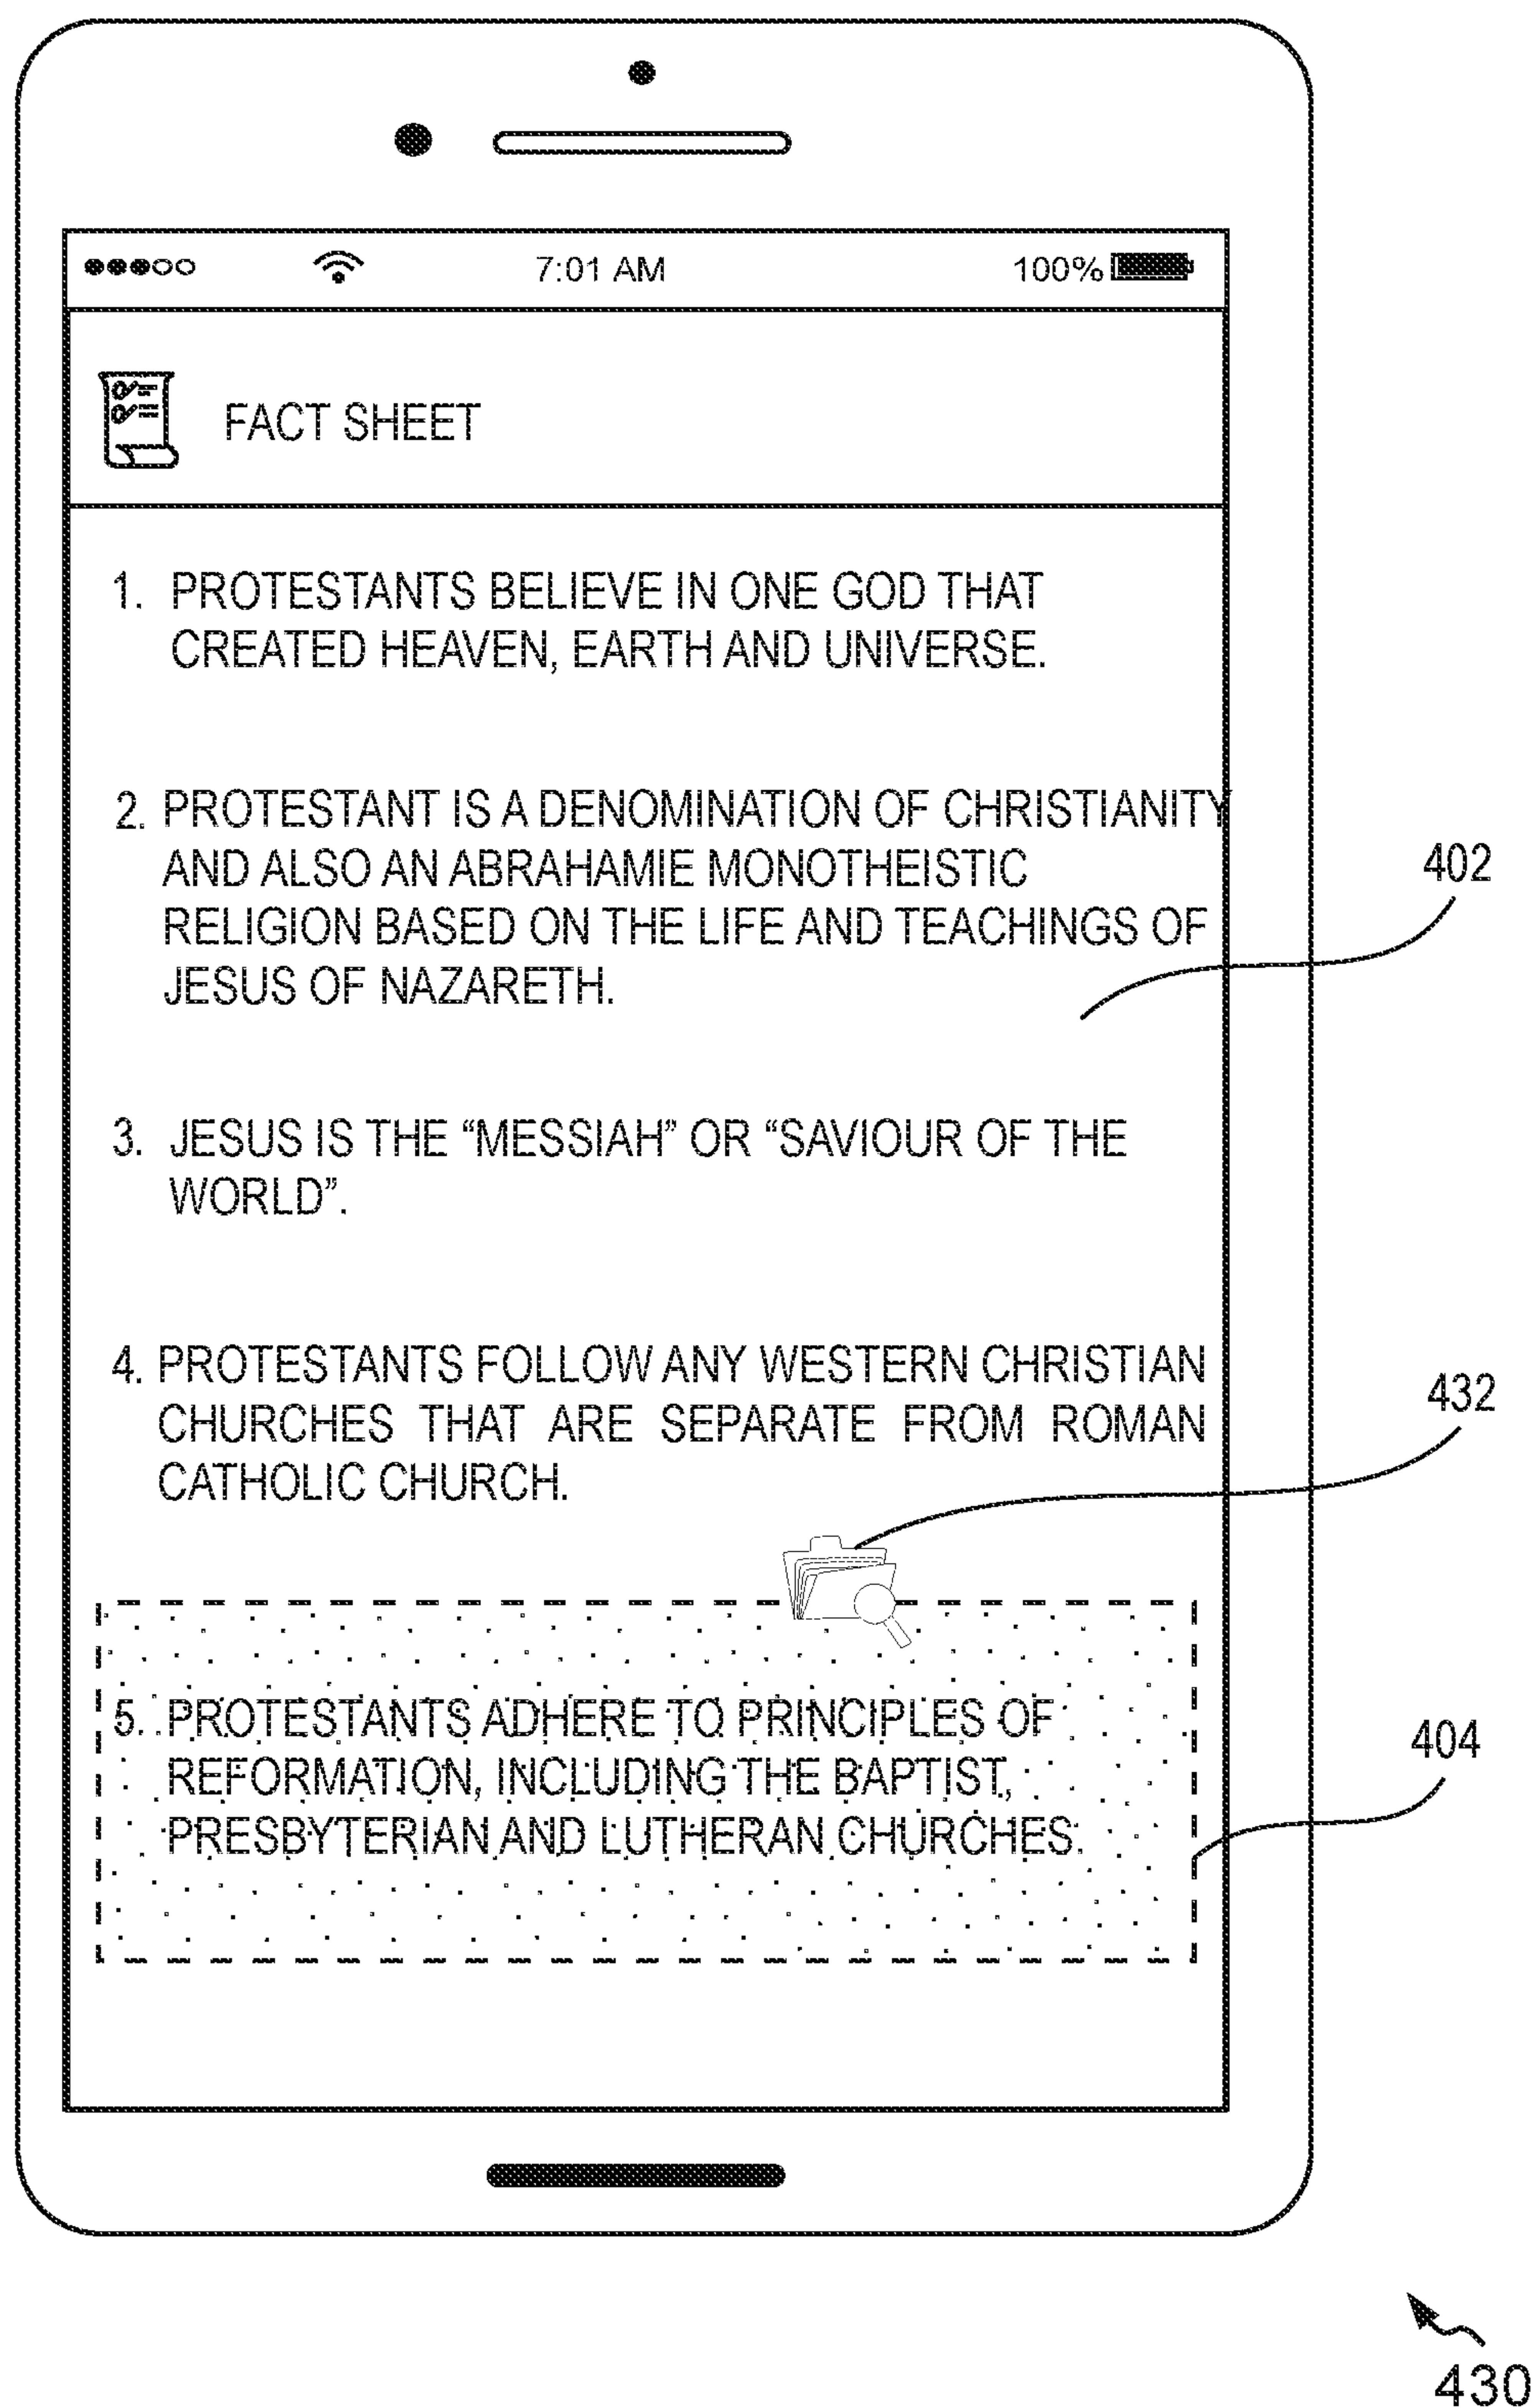 7:01 AM 100%
FACT SHEET
1. PROTESTANTS BELIEVE IN ONE GOD THAT
CREATED HEAVEN, EARTH AND UNIVERSE.
2. PROTESTANT IS A DENOMINATION OF CHRISTIANITY
AND ALSO AN ABRAHAMIE MONOTHEISTIC
RELIGION BASED ON THE LIFE AND TEACHINGS OF
JESUS OF NAZARETH.
402
3. JESUS IS THE “MESSIAH” OR “SAVIOUR OF THE
WORLD”.
4. PROTESTANTS FOLLOW ANY WESTERN CHRISTIAN
CHURCHES THAT ARE SEPARATE FROM ROMAN
CATHOLIC CHURCH.
432
5. PROTESTANTS ADHERE TO PRINCIPLES OF
REFORMATION, INCLUDING THE BAPTIST,
PRESBYTERIAN AND LUTHERAN CHURCHES.
404
430